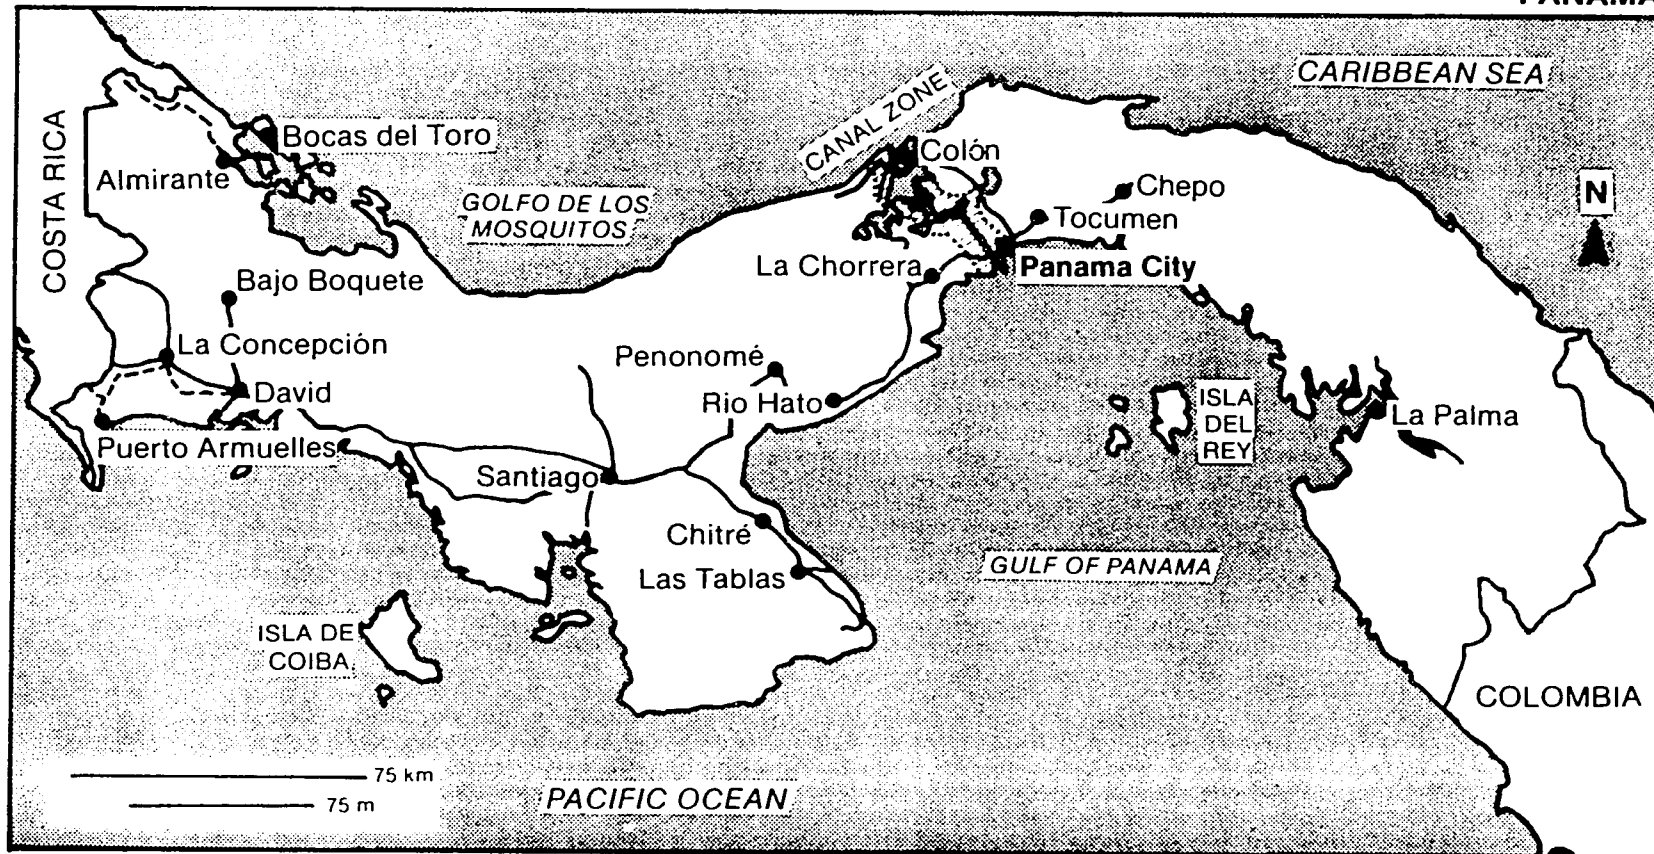 PANAMA
CARIBBEAN SEA
CANAL ZONE
COSTA RICA
Bocas del Toro
Almirante
Colón
Chepo
N
GOLFO DE LOS
MOSQUITOS
Tocumen
La Chorrera
Panama City
Bajo Boquete
La Concepción
Penonomé
David
Rio Hato
ISLA
DEL
REY
La Palma
Puerto Armuelles
Santiago
Chitré
GULF OF PANAMA
Las Tablas
ISLA DE
COIBA
COLOMBIA
75 km
75 m
PACIFIC OCEAN